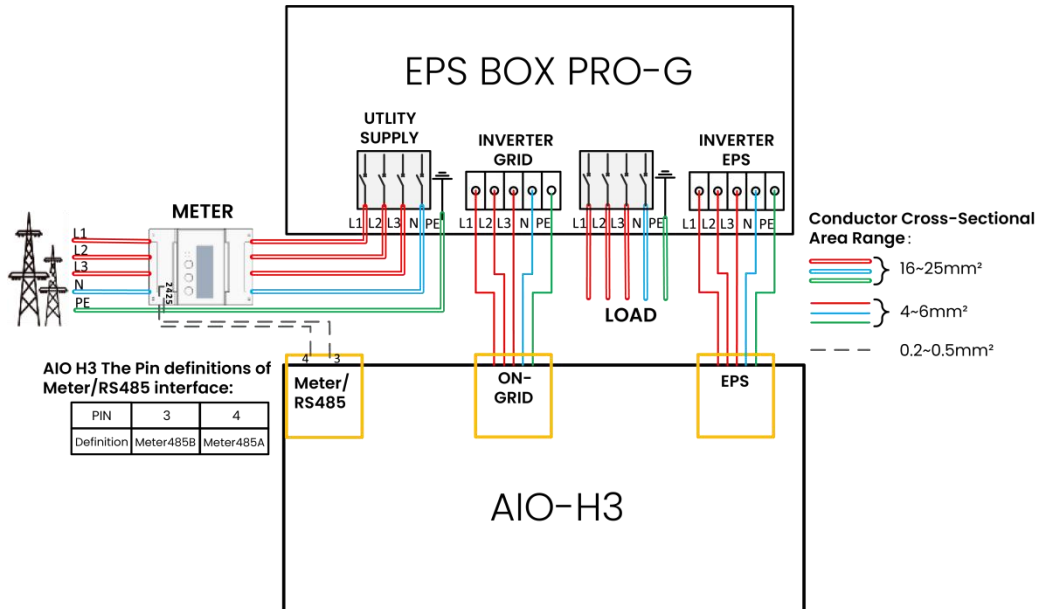 EPS BOX PRO-G
UTLITY
SUPPLY
INVERTER
GRID
INVERTER
EPS
L1 L2 L3 N PE
L1 L2 L3 N PE
L1 L2 L3 N PE
L1 L2 L3 N PE
METER
L1
L2
L3
N
PE
2425
LOAD
Conductor Cross-Sectional
Area Range:
16~25mm²
4~6mm²
0.2~0.5mm²
4 3
AIO H3 The Pin definitions of
Meter/RS485 interface:
PIN 3 4
Definition Meter485B Meter485A
Meter/
RS485
ON-
GRID
EPS
AIO-H3